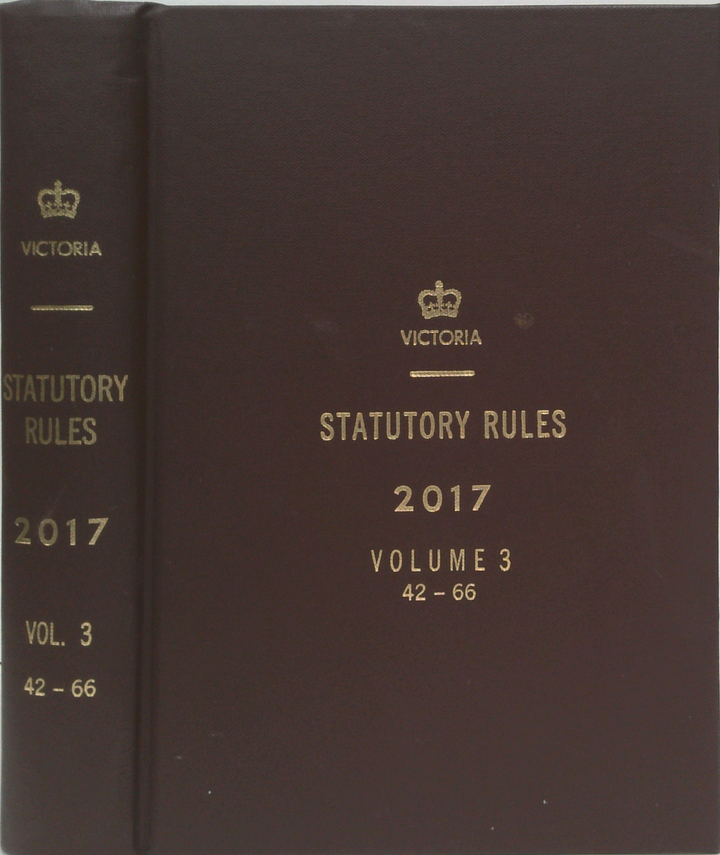 VICTORIA
STATUTORY
RULES
2017
VOL. 3
42 – 66
VICTORIA
STATUTORY RULES
2017
VOLUME 3
42 – 66